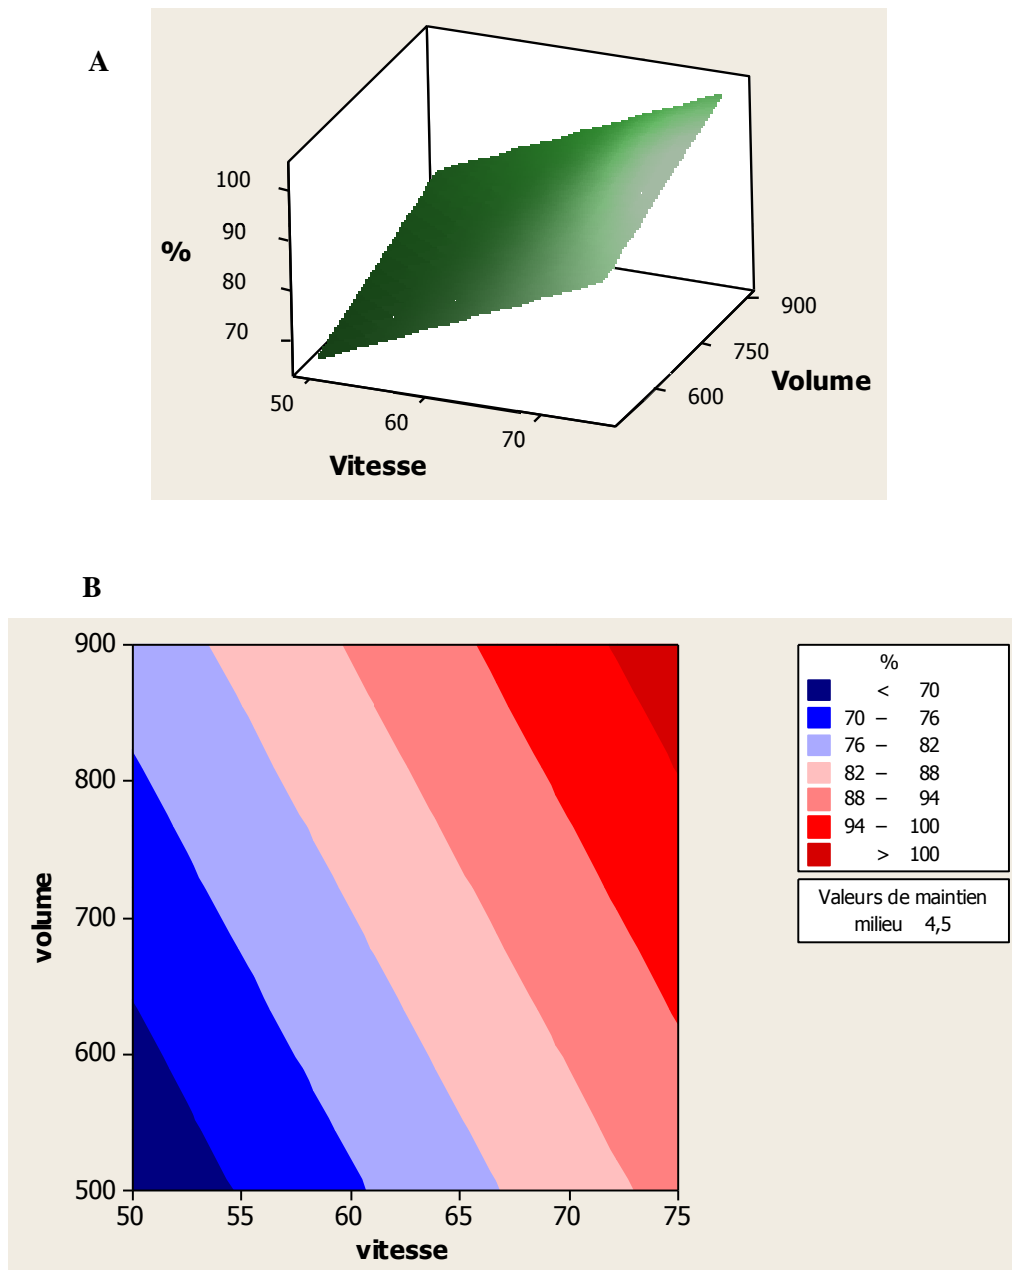 A
100
90
80
70
%
50
60
70
Vitesse
900
750
600
Volume
B
900
800
700
600
500
volume
50 55 60 65 70 75
vitesse
%
< 70
70 – 76
76 – 82
82 – 88
88 – 94
94 – 100
> 100
Valeurs de maintien
milieu 4,5